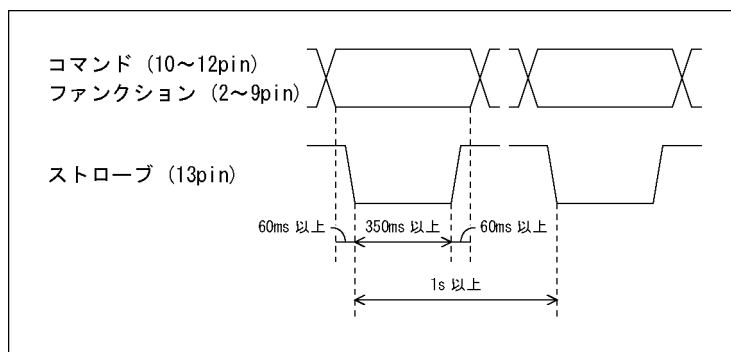 コマンド (10～12pin)
ファンクション (2～9pin)
ストローブ (13pin)
60ms 以上
350ms 以上
60ms 以上
1s 以上